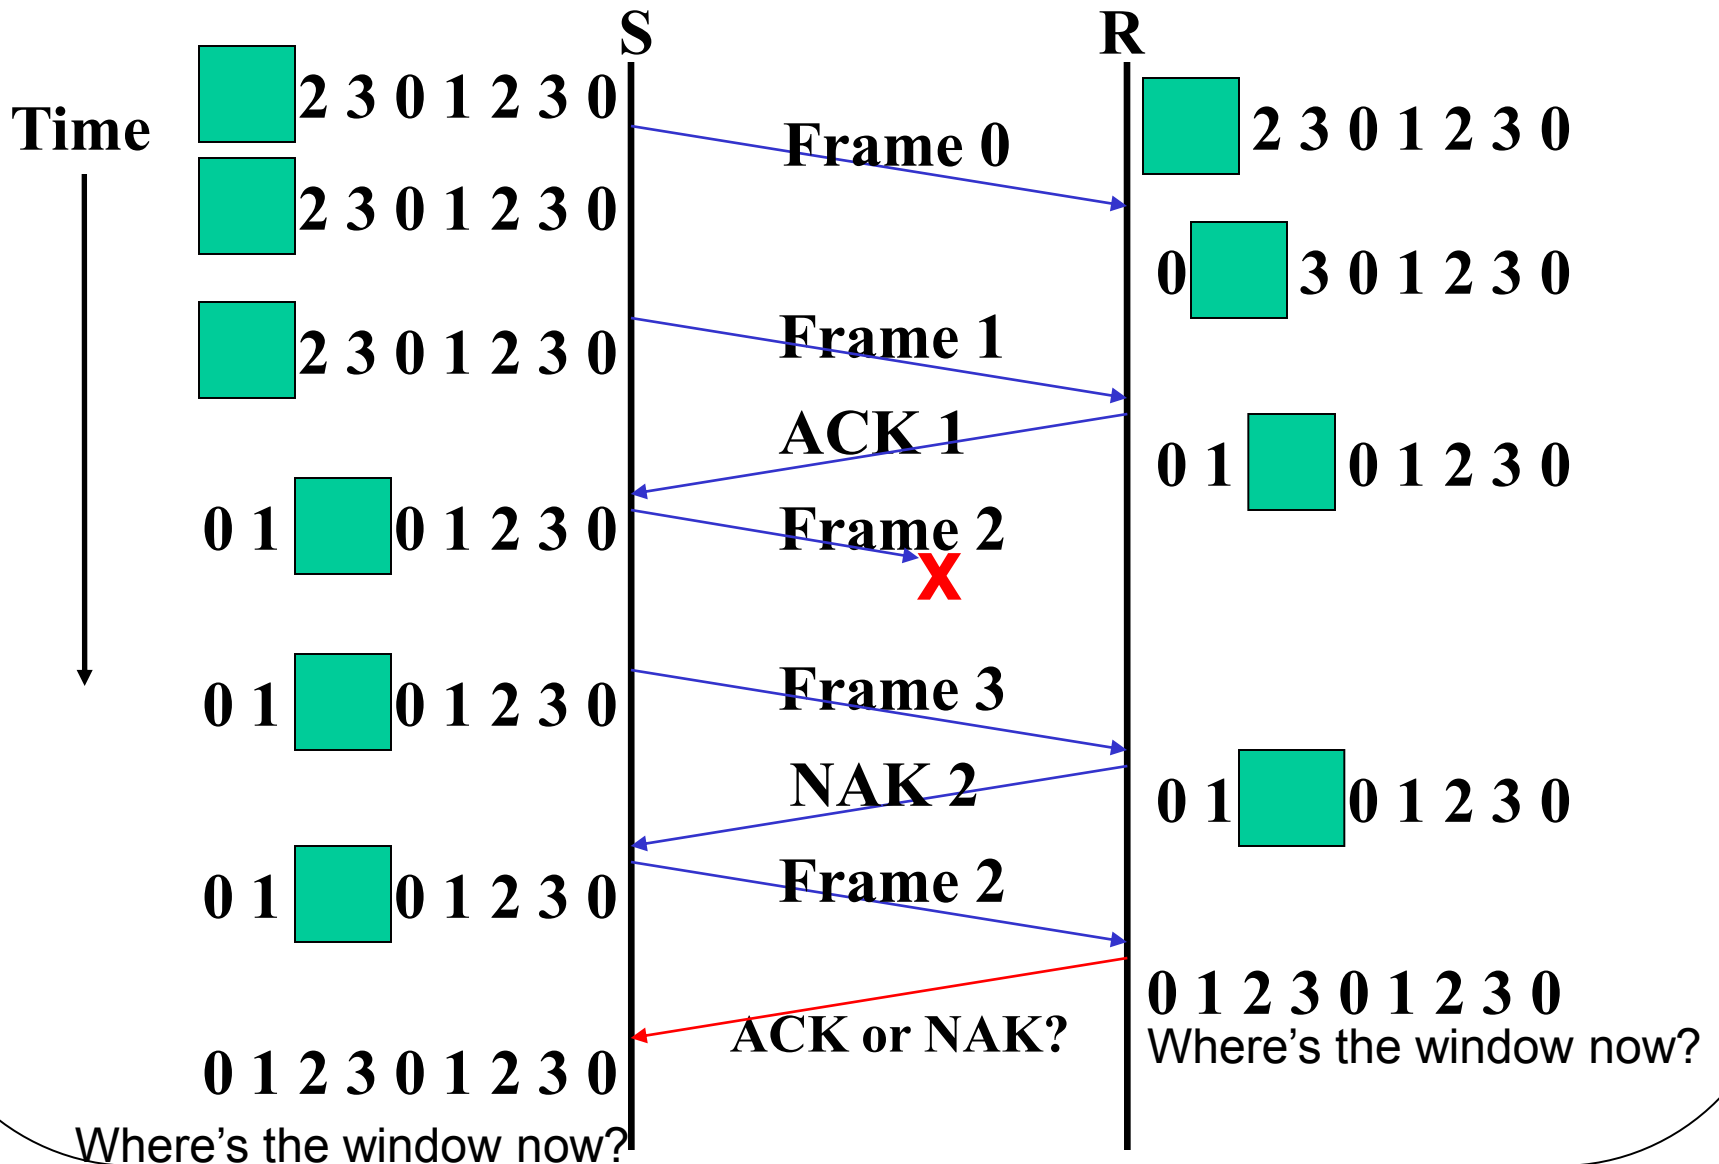 S
R
2 3 0 1 2 3 0
Time
Frame 0
2 3 0 1 2 3 0
2 3 0 1 2 3 0
0 3 0 1 2 3 0
2 3 0 1 2 3 0
Frame 1
ACK 1
0 1 0 1 2 3 0
0 1 0 1 2 3 0
Frame 2
X
0 1 0 1 2 3 0
Frame 3
NAK 2
0 1 0 1 2 3 0
0 1 0 1 2 3 0
Frame 2
0 1 2 3 0 1 2 3 0
Where's the window now?
ACK or NAK?
0 1 2 3 0 1 2 3 0
Where's the window now?